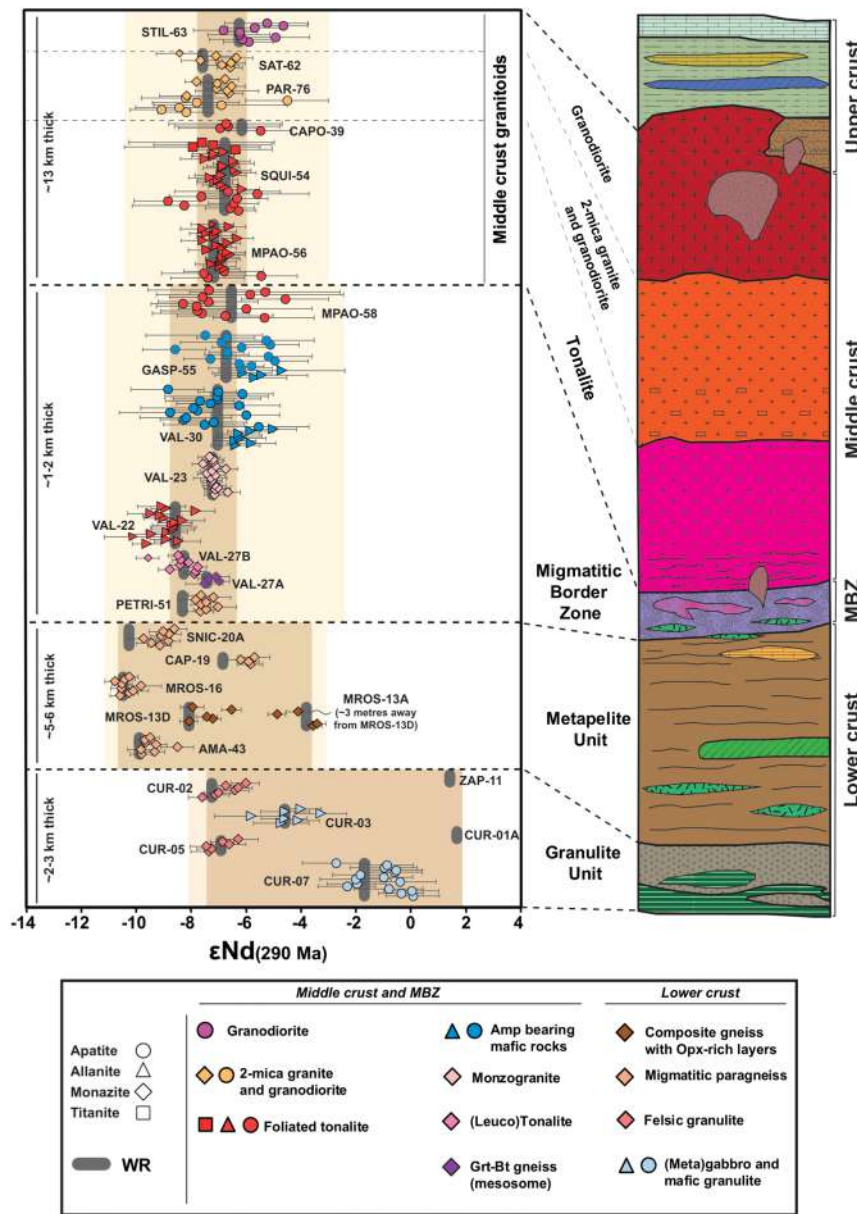 STIL-63
SAT-62
PAR-76
CAPO-39
SQUI-54
MPAO-56
~13 km thick
Middle crust granitoids
MPAO-58
GASP-55
VAL-30
VAL-23
VAL-22
VAL-27B
VAL-27A
PETRI-51
~1-2 km thick
SNIC-20A
CAP-19
MROS-16
MROS-13A
(~3 metres away
from MROS-13D)
MROS-13D
AMA-43
~5-6 km thick
CUR-02
ZAP-11
CUR-03
CUR-01A
CUR-05
CUR-07
~2-3 km thick
-14 -12 -10 -8 -6 -4 -2 0 2 4
εNd(290 Ma)
Granodiorite
2-mica granite
and granodiorite
Tonalite
Migmatitic
Border
Zone
Metapelite
Unit
Granulite
Unit
Upper crust
Middle crust
MBZ
Lower crust
Middle crust and MBZ
Lower crust
Apatite
Allanite
Monazite
Titanite
WR
Granodiorite
2-mica granite
and granodiorite
Foliated tonalite
Amp bearing
mafic rocks
Monzogranite
(Leuco)Tonalite
Grt-Bt gneiss
(mesosome)
Composite gneiss
with Opx-rich layers
Migmatitic paragneiss
Felsic granulite
(Meta)gabbro and
mafic granulite